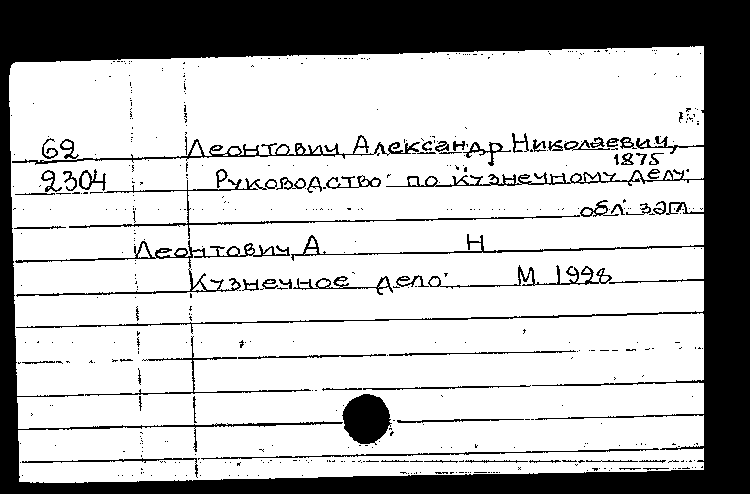 62 Леонтович, Александр Николаевич,
1875
2304 Руководство по кузнечному делу.
обл. загл.
Леонтович, А. Н
Кузнечное дело. М. 1928